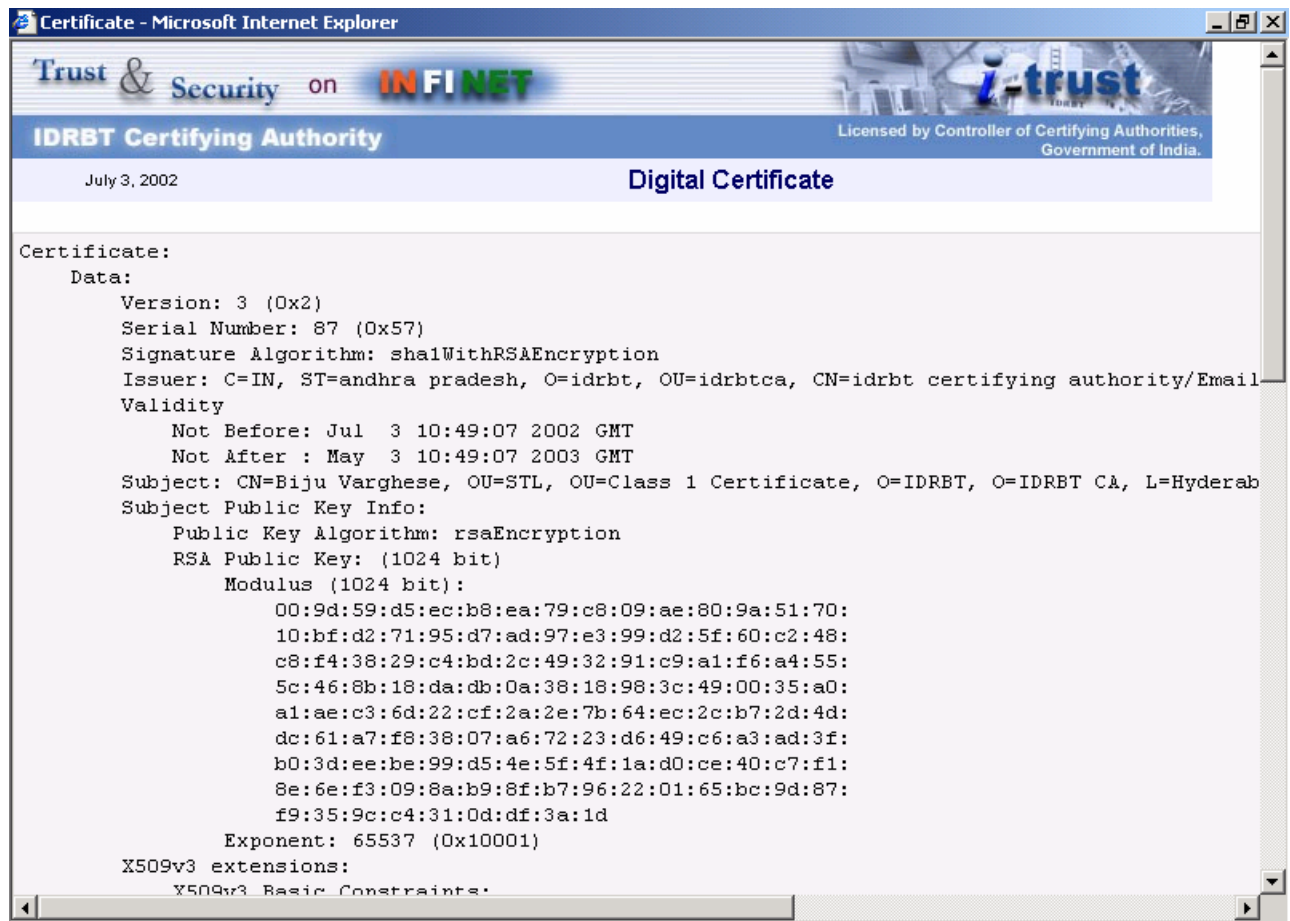 Certificate - Microsoft Internet Explorer
Trust & Security on INFINET
i-trust
IDRBT
IDRBT Certifying Authority
Licensed by Controller of Certifying Authorities,
Government of India.
July 3, 2002
Digital Certificate
Certificate:
Data:
Version: 3 (0x2)
Serial Number: 87 (0x57)
Signature Algorithm: sha1WithRSAEncryption
Issuer: C=IN, ST=andhra pradesh, O=idrbt, OU=idrbtca, CN=idrbt certifying authority/Email
Validity
Not Before: Jul  3 10:49:07 2002 GMT
Not After : May  3 10:49:07 2003 GMT
Subject: CN=Biju Varghese, OU=STL, OU=Class 1 Certificate, O=IDRBT, O=IDRBT CA, L=Hyderab
Subject Public Key Info:
Public Key Algorithm: rsaEncryption
RSA Public Key: (1024 bit)
Modulus (1024 bit):
00:9d:59:d5:ec:b8:ea:79:c8:09:ae:80:9a:51:70:
10:bf:d2:71:95:d7:ad:97:e3:99:d2:5f:60:c2:48:
c8:f4:38:29:c4:bd:2c:49:32:91:c9:a1:f6:a4:55:
5c:46:8b:18:da:db:0a:38:18:98:3c:49:00:35:a0:
a1:ae:c3:6d:22:cf:2a:2e:7b:64:ec:2c:b7:2d:4d:
dc:61:a7:f8:38:07:a6:72:23:d6:49:c6:a3:ad:3f:
b0:3d:ee:be:99:d5:4e:5f:4f:1a:d0:ce:40:c7:f1:
8e:6e:f3:09:8a:b9:8f:b7:96:22:01:65:bc:9d:87:
f9:35:9c:c4:31:0d:df:3a:1d
Exponent: 65537 (0x10001)
X509v3 extensions:
X509v3 Basic Constraints: